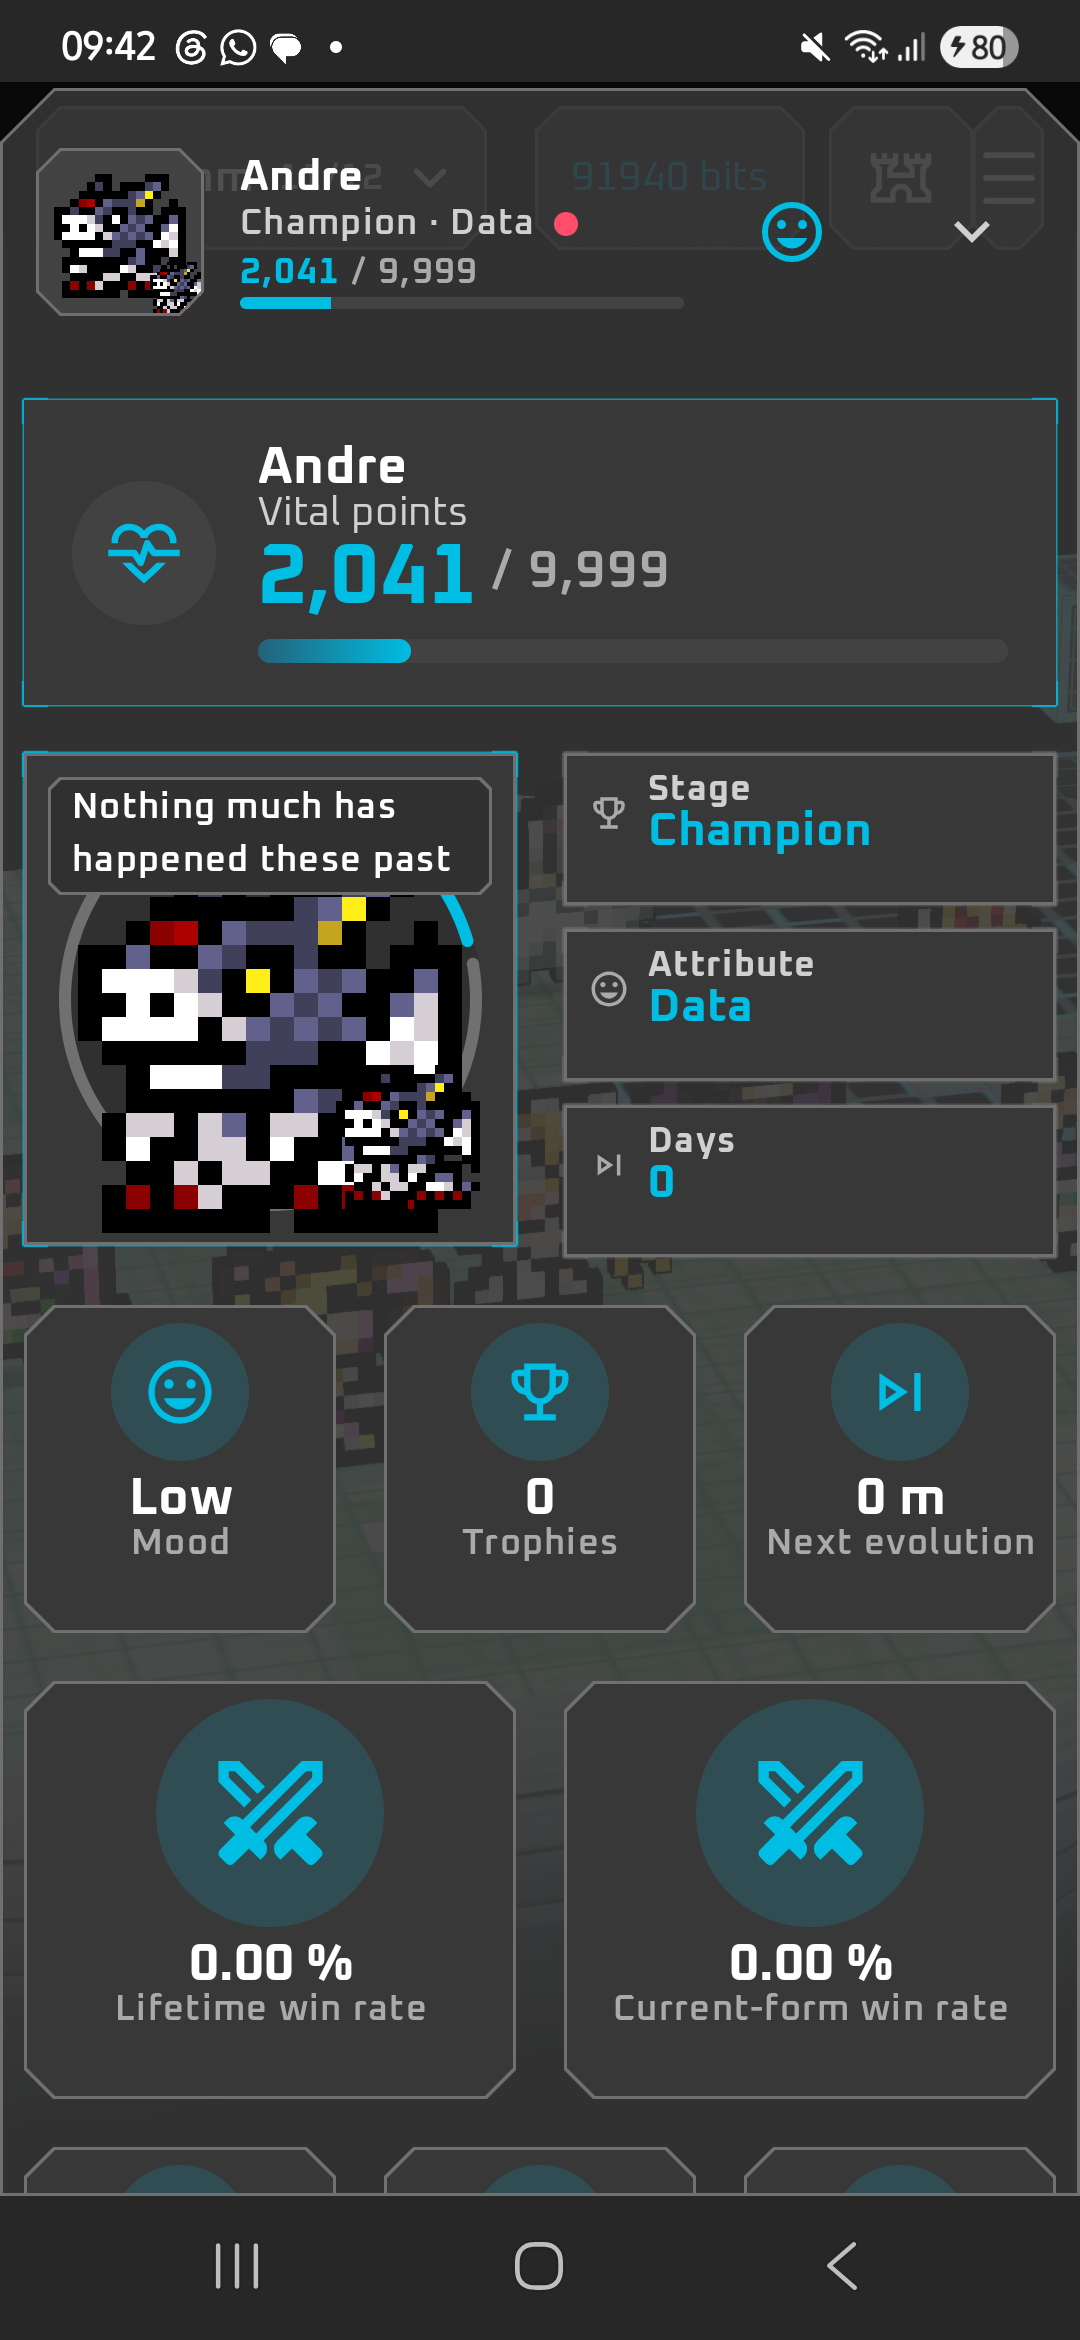 09:42
80
91940 bits
Andre
Champion · Data
2,041 / 9,999
Andre
Vital points
2,041 / 9,999
Nothing much has
happened these past
Stage
Champion
Attribute
Data
Days
0
Low
Mood
0
Trophies
0 m
Next evolution
0.00 %
Lifetime win rate
0.00 %
Current-form win rate